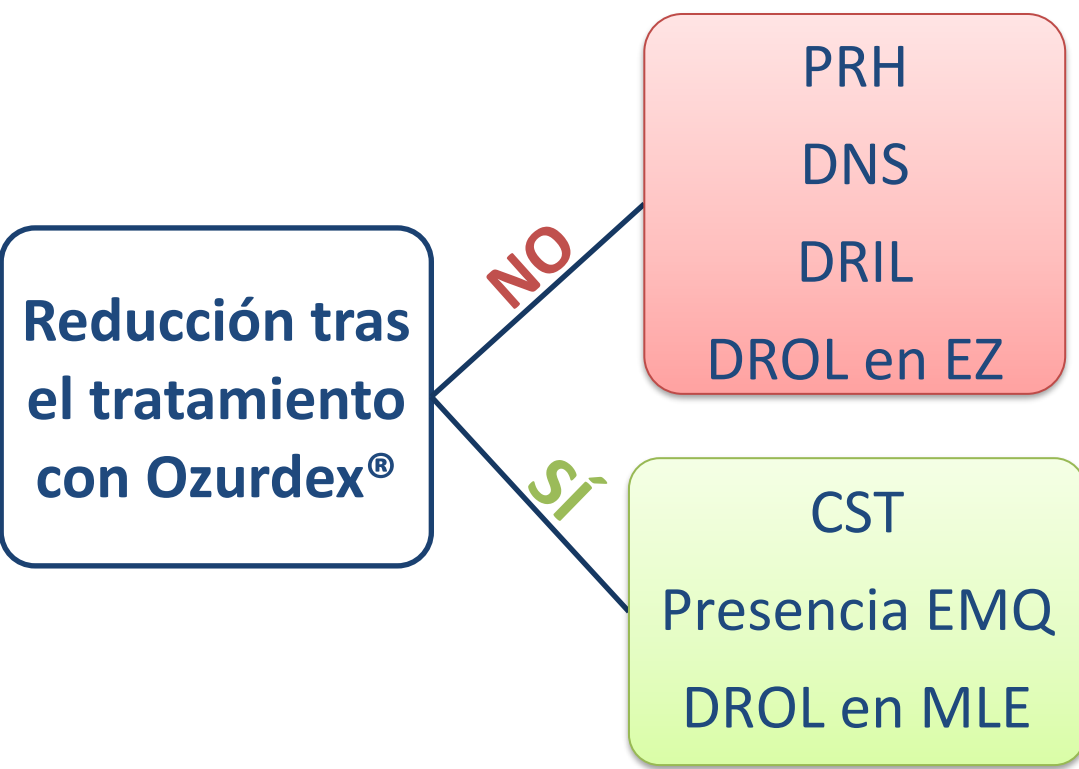 Reducción tras
el tratamiento
con Ozurdex®
NO
PRH
DNS
DRIL
DROL en EZ
SÍ
CST
Presencia EMQ
DROL en MLE